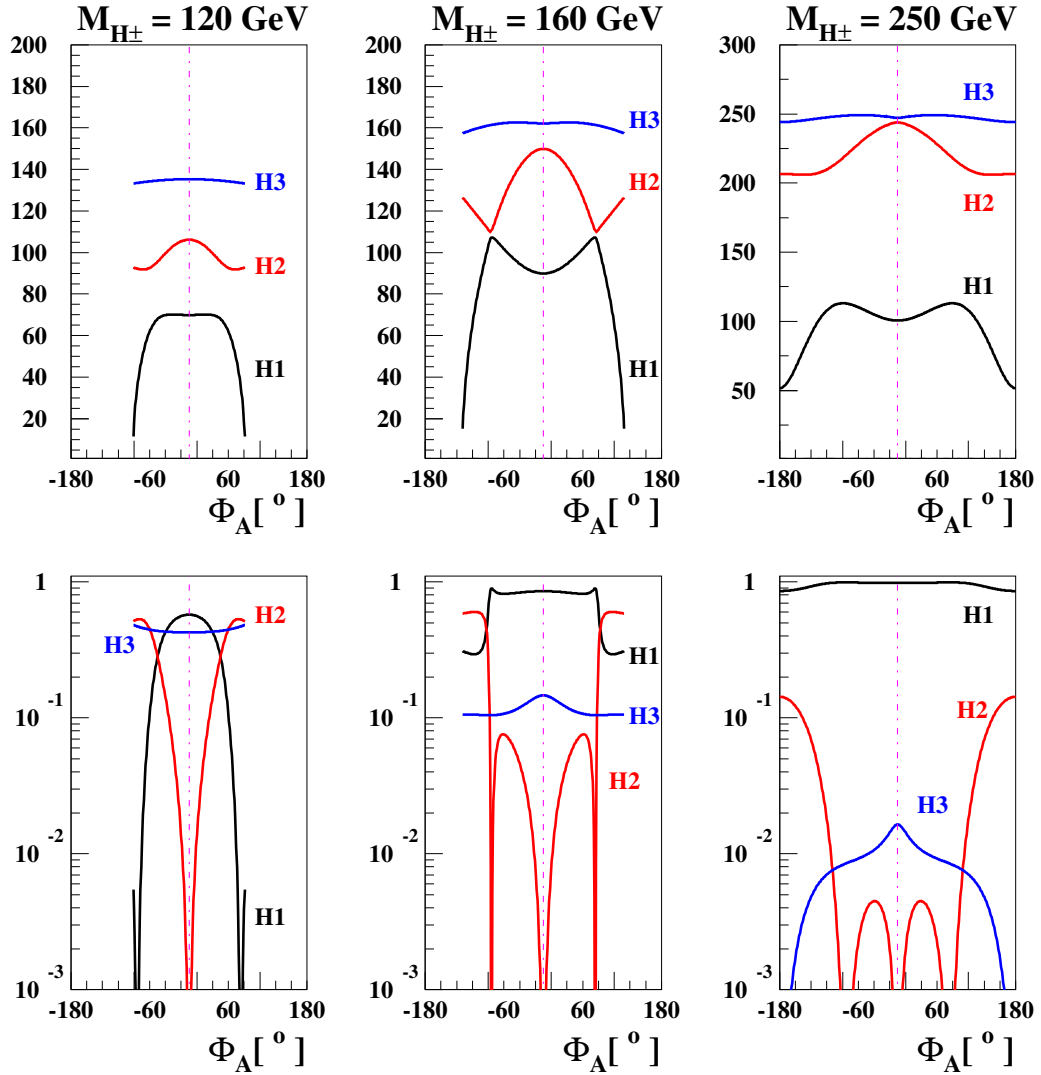 M_H± = 120 GeV
200
180
160
140
120
100
80
60
40
20
H3
H2
H1
-180 -60 60 180
Φ_A[ ° ]
M_H± = 160 GeV
200
180
160
140
120
100
80
60
40
20
H3
H2
H1
-180 -60 60 180
Φ_A[ ° ]
M_H± = 250 GeV
300
250
200
150
100
50
H3
H2
H1
-180 -60 60 180
Φ_A[ ° ]
1
10^-1
10^-2
10^-3
H2
H3
H1
-180 -60 60 180
Φ_A[ ° ]
1
10^-1
10^-2
10^-3
H1
H3
H2
-180 -60 60 180
Φ_A[ ° ]
1
10^-1
10^-2
10^-3
H1
H2
H3
-180 -60 60 180
Φ_A[ ° ]